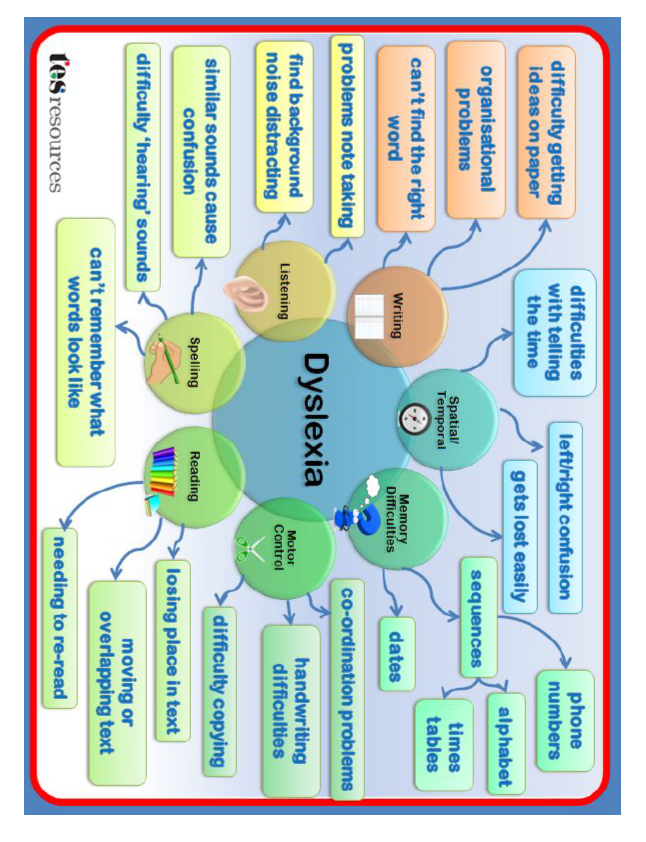 Dyslexia
Writing
difficulty getting
ideas on paper
organisational
problems
can't find the right
word
Spatial/
Temporal
difficulties
with telling
the time
left/right confusion
gets lost easily
Memory
Difficulties
sequences
phone
numbers
alphabet
times
tables
dates
Motor
Control
co-ordination problems
handwriting
difficulties
difficulty copying
Reading
losing place in text
moving or
overlapping text
needing to re-read
Spelling
can't remember what
words look like
difficulty 'hearing' sounds
similar sounds cause
confusion
Listening
find background
noise distracting
problems note taking
tes resources